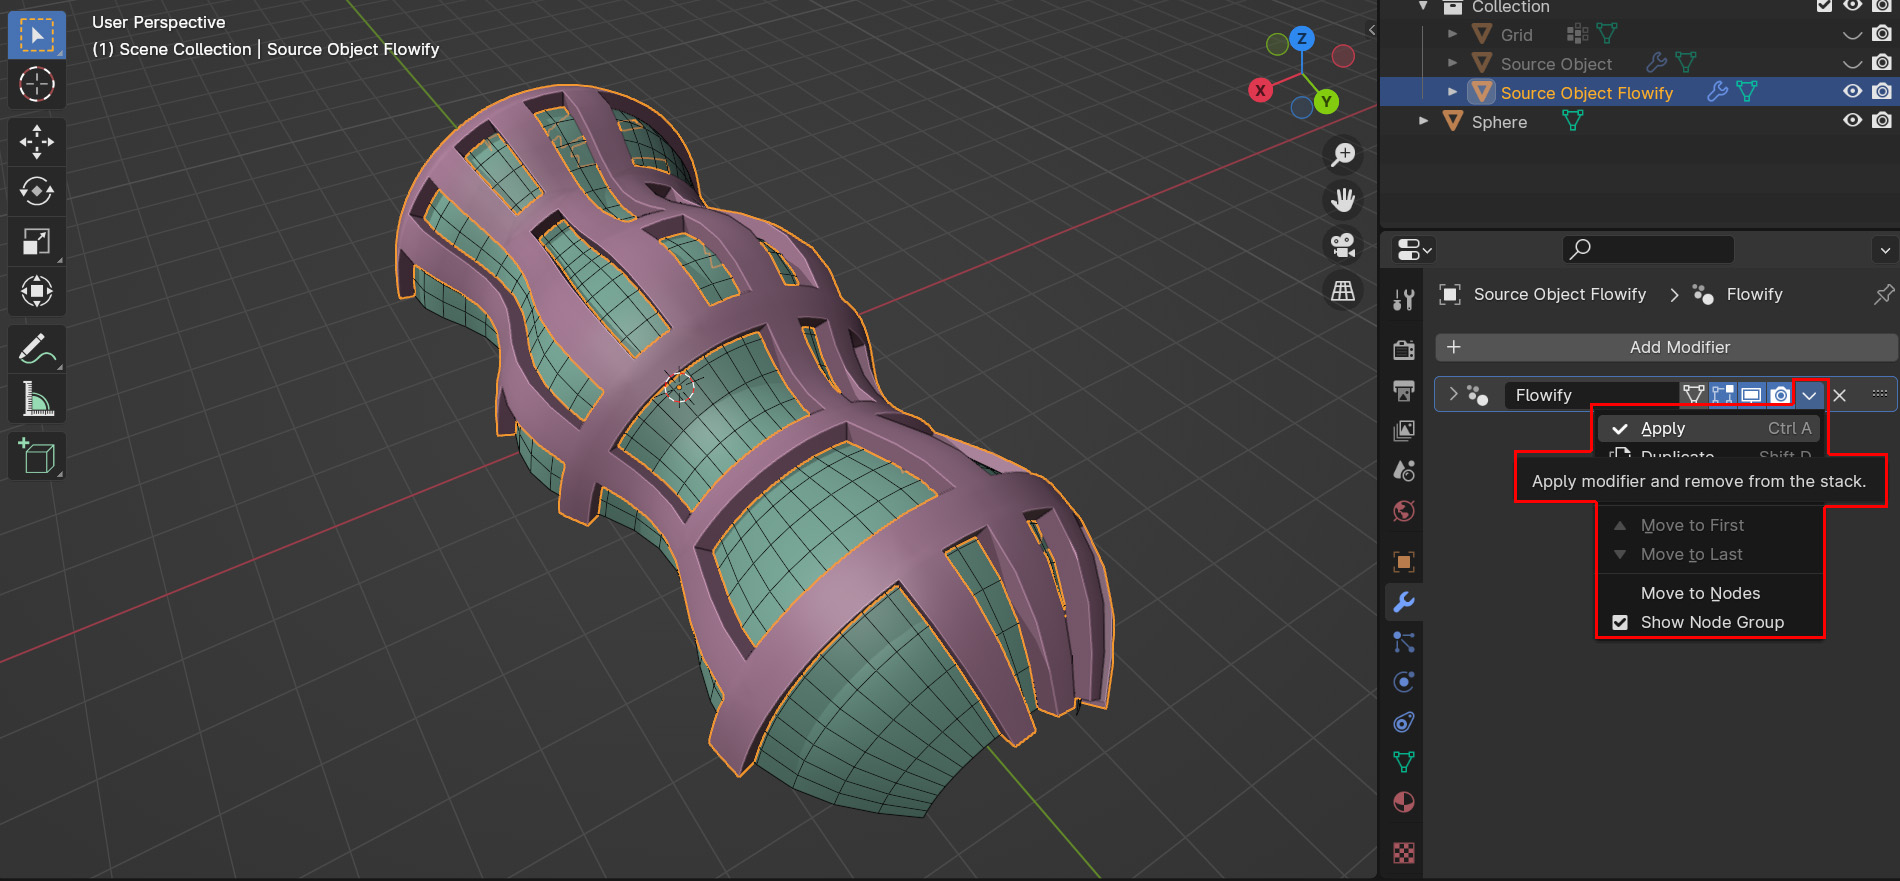 User Perspective
(1) Scene Collection | Source Object Flowify
Z
X
Y
Collection
Grid
Source Object
Source Object Flowify
Sphere
Source Object Flowify
Flowify
Add Modifier
Flowify
Apply Ctrl A
Duplicate Shift D
Apply modifier and remove from the stack.
Move to First
Move to Last
Move to Nodes
Show Node Group